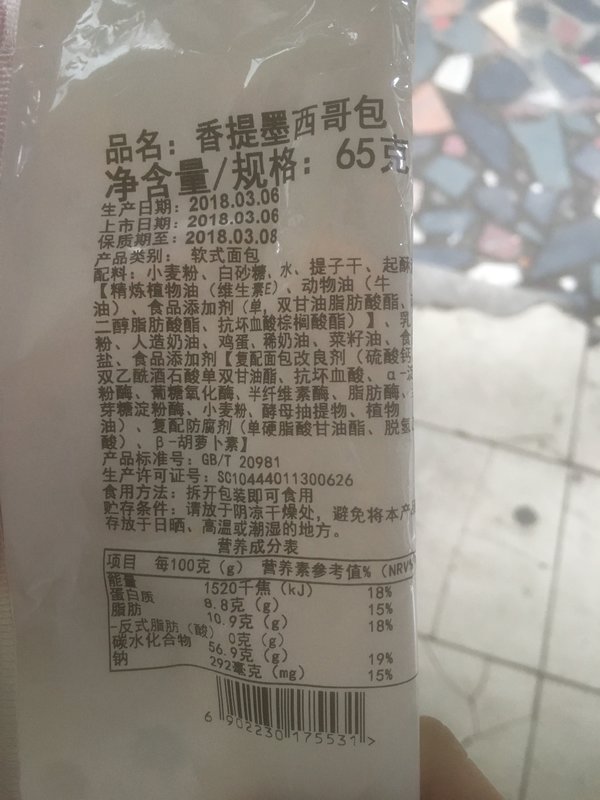 品名：香提墨西哥包
净含量/规格：65克
生产日期：2018.03.06
上市日期：2018.03.06
保质期至：2018.03.08
产品类别：软式面包
配料：小麦粉、白砂糖、水、提子干、起酥
【精炼植物油（维生素E）、动物油（牛
油）、食品添加剂（单，双甘油脂肪酸酯、
二醇脂肪酸酯、抗坏血酸棕榈酸酯）】、乳
粉、人造奶油、鸡蛋、稀奶油、菜籽油、食
盐、食品添加剂【复配面包改良剂（硫酸钙
双乙酰酒石酸单双甘油酯、抗坏血酸、α-淀
粉酶、葡糖氧化酶、半纤维素酶、脂肪酶、
芽糖淀粉酶、小麦粉、酵母抽提物、植物
油）、复配防腐剂（单硬脂酸甘油酯、脱氢
酸）、β-胡萝卜素】
产品标准号：GB/T 20981
生产许可证号：SC10444011300626
食用方法：拆开包装即可食用
贮存条件：请放于阴凉干燥处，避免将本产品
存放于日晒、高温或潮湿的地方。
营养成分表
项目 每100克（g） 营养素参考值%（NRV%
能量 1520千焦（kJ） 18%
蛋白质 8.8克（g） 15%
脂肪 10.9克（g） 18%
-反式脂肪（酸） 0克（g）
碳水化合物 56.9克（g） 19%
钠 292毫克（mg） 15%
6 902230 175531 >